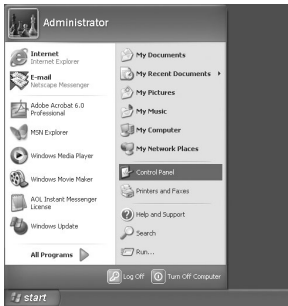 Administrator
Internet
Internet Explorer
E-mail
Netscape Messenger
Adobe Acrobat 6.0
Professional
MSN Explorer
Windows Media Player
Windows Movie Maker
AOL Instant Messenger
License
Windows Update
All Programs
My Documents
My Recent Documents
My Pictures
My Music
My Computer
My Network Places
Control Panel
Printers and Faxes
Help and Support
Search
Run...
Log Off
Turn Off Computer
start